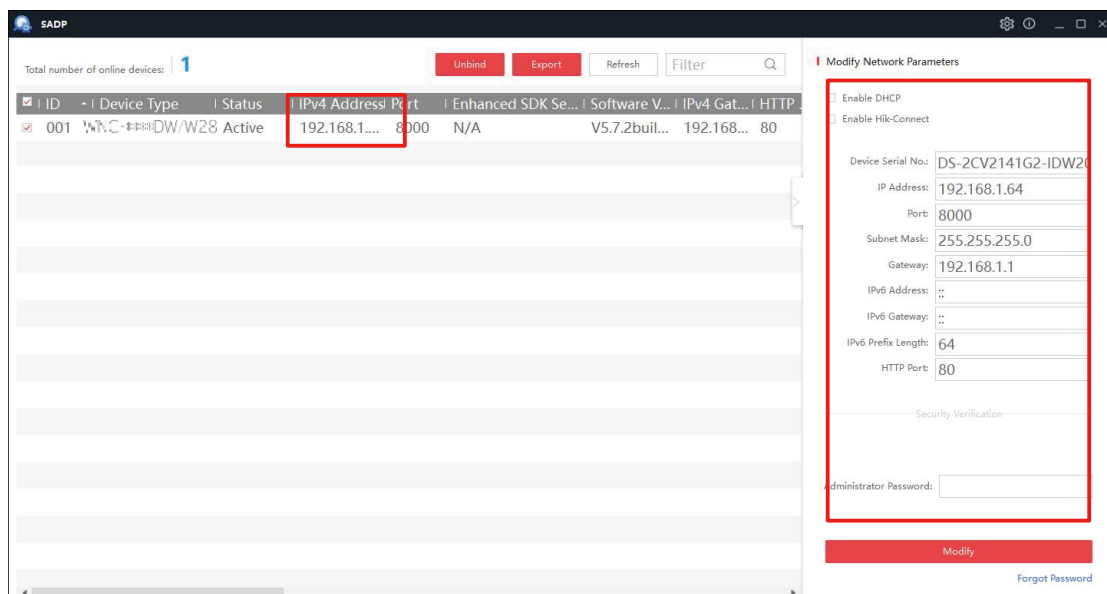 SADP
Total number of online devices: 1
Unbind
Export
Refresh
Filter
ID Device Type Status IPv4 Address Port Enhanced SDK Se... Software V... IPv4 Gat... HTTP
001 DW/W28 Active 192.168.1.... 8000 N/A V5.7.2buil... 192.168... 80
Modify Network Parameters
Enable DHCP
Enable Hik-Connect
Device Serial No.: DS-2CV2141G2-IDW20
IP Address: 192.168.1.64
Port: 8000
Subnet Mask: 255.255.255.0
Gateway: 192.168.1.1
IPv6 Address: ::
IPv6 Gateway: ::
IPv6 Prefix Length: 64
HTTP Port: 80
Security Verification
Administrator Password:
Modify
Forgot Password